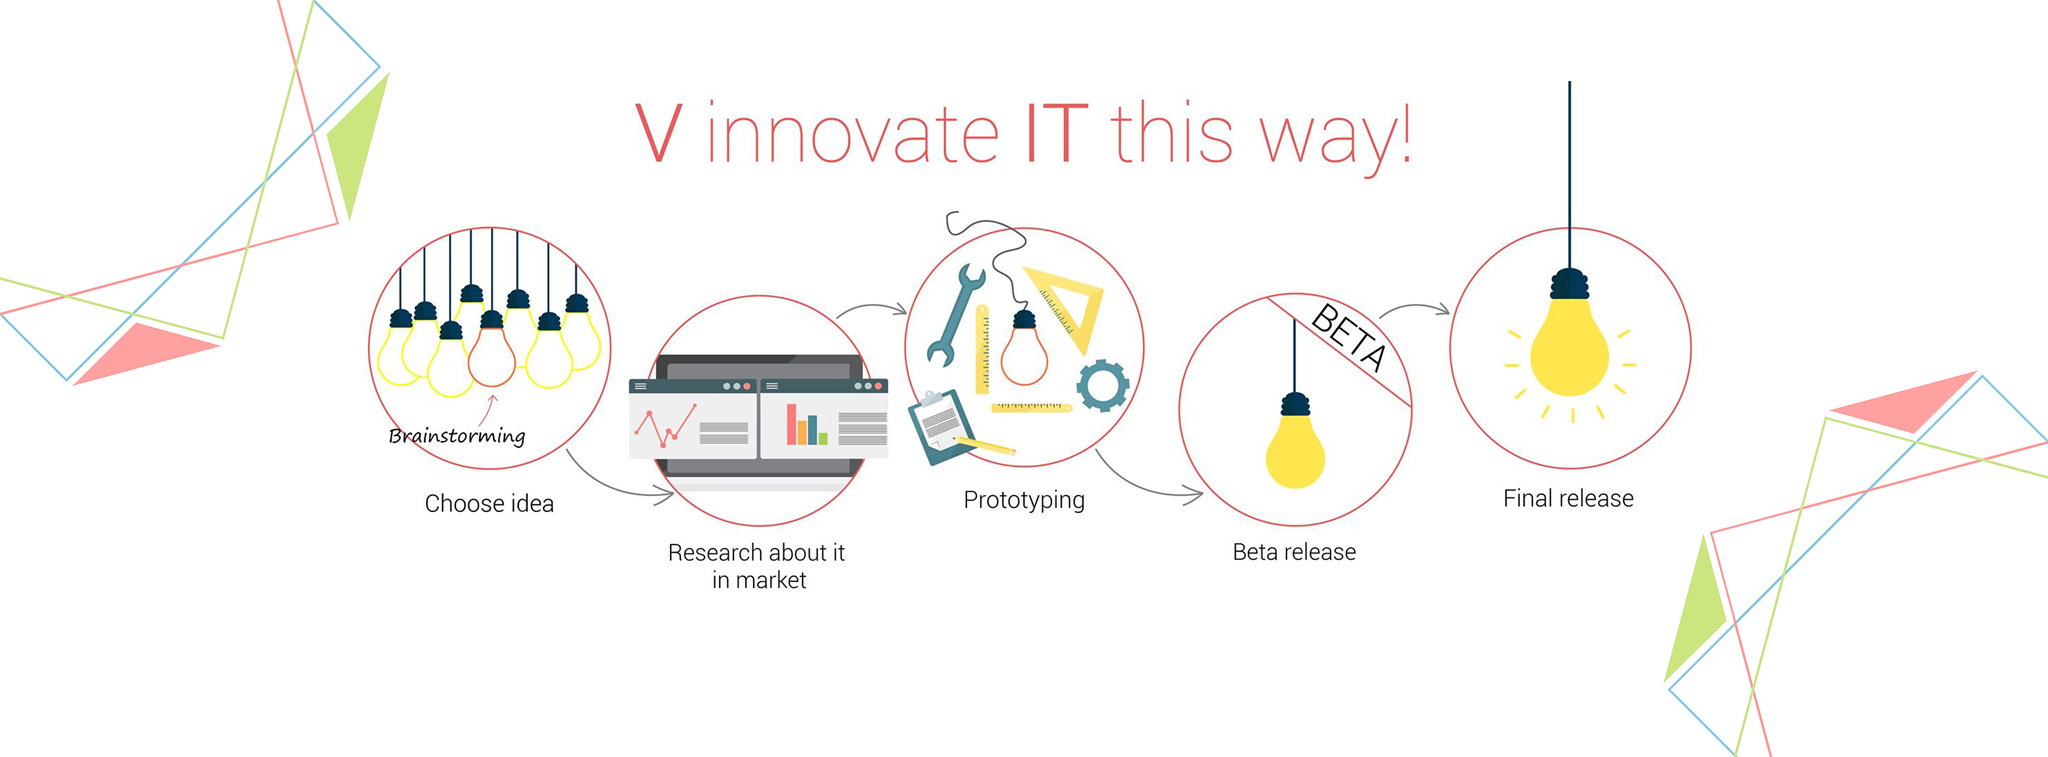 V innovate IT this way!
Brainstorming
Choose idea
Research about it
in market
Prototyping
BETA
Beta release
Final release